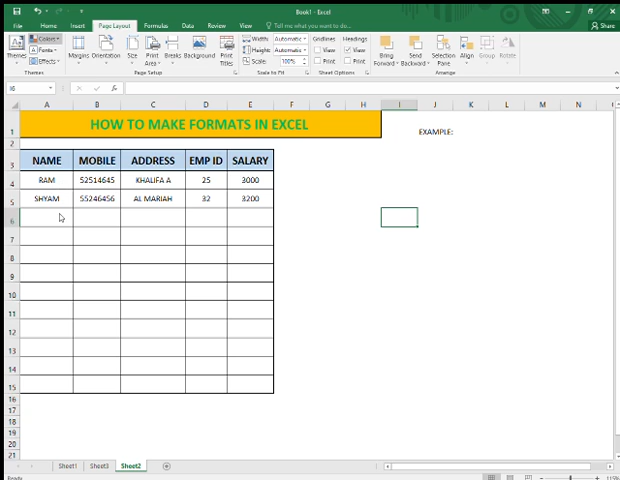 Book1 - Excel
File Home Insert Page Layout Formulas Data Review View Tell me what you want to do... Share
Themes Colors Fonts Effects Margins Orientation Size Print Area Breaks Background Print Titles Width: Automatic Height: Automatic Scale: 100% Gridlines View Print Headings View Print Bring Forward Send Backward Selection Pane Align Group Rotate
Themes Page Setup Scale to Fit Sheet Options Arrange
I6 fx
A B C D E F G H I J K L M N
1 HOW TO MAKE FORMATS IN EXCEL EXAMPLE:
2
3 NAME MOBILE ADDRESS EMP ID SALARY
4 RAM 52514645 KHALIFA A 25 3000
5 SHYAM 55246456 AL MARIAH 32 3200
6
7
8
9
10
11
12
13
14
15
16
17
18
19
20
21
Sheet1 Sheet3 Sheet2
Ready 115%